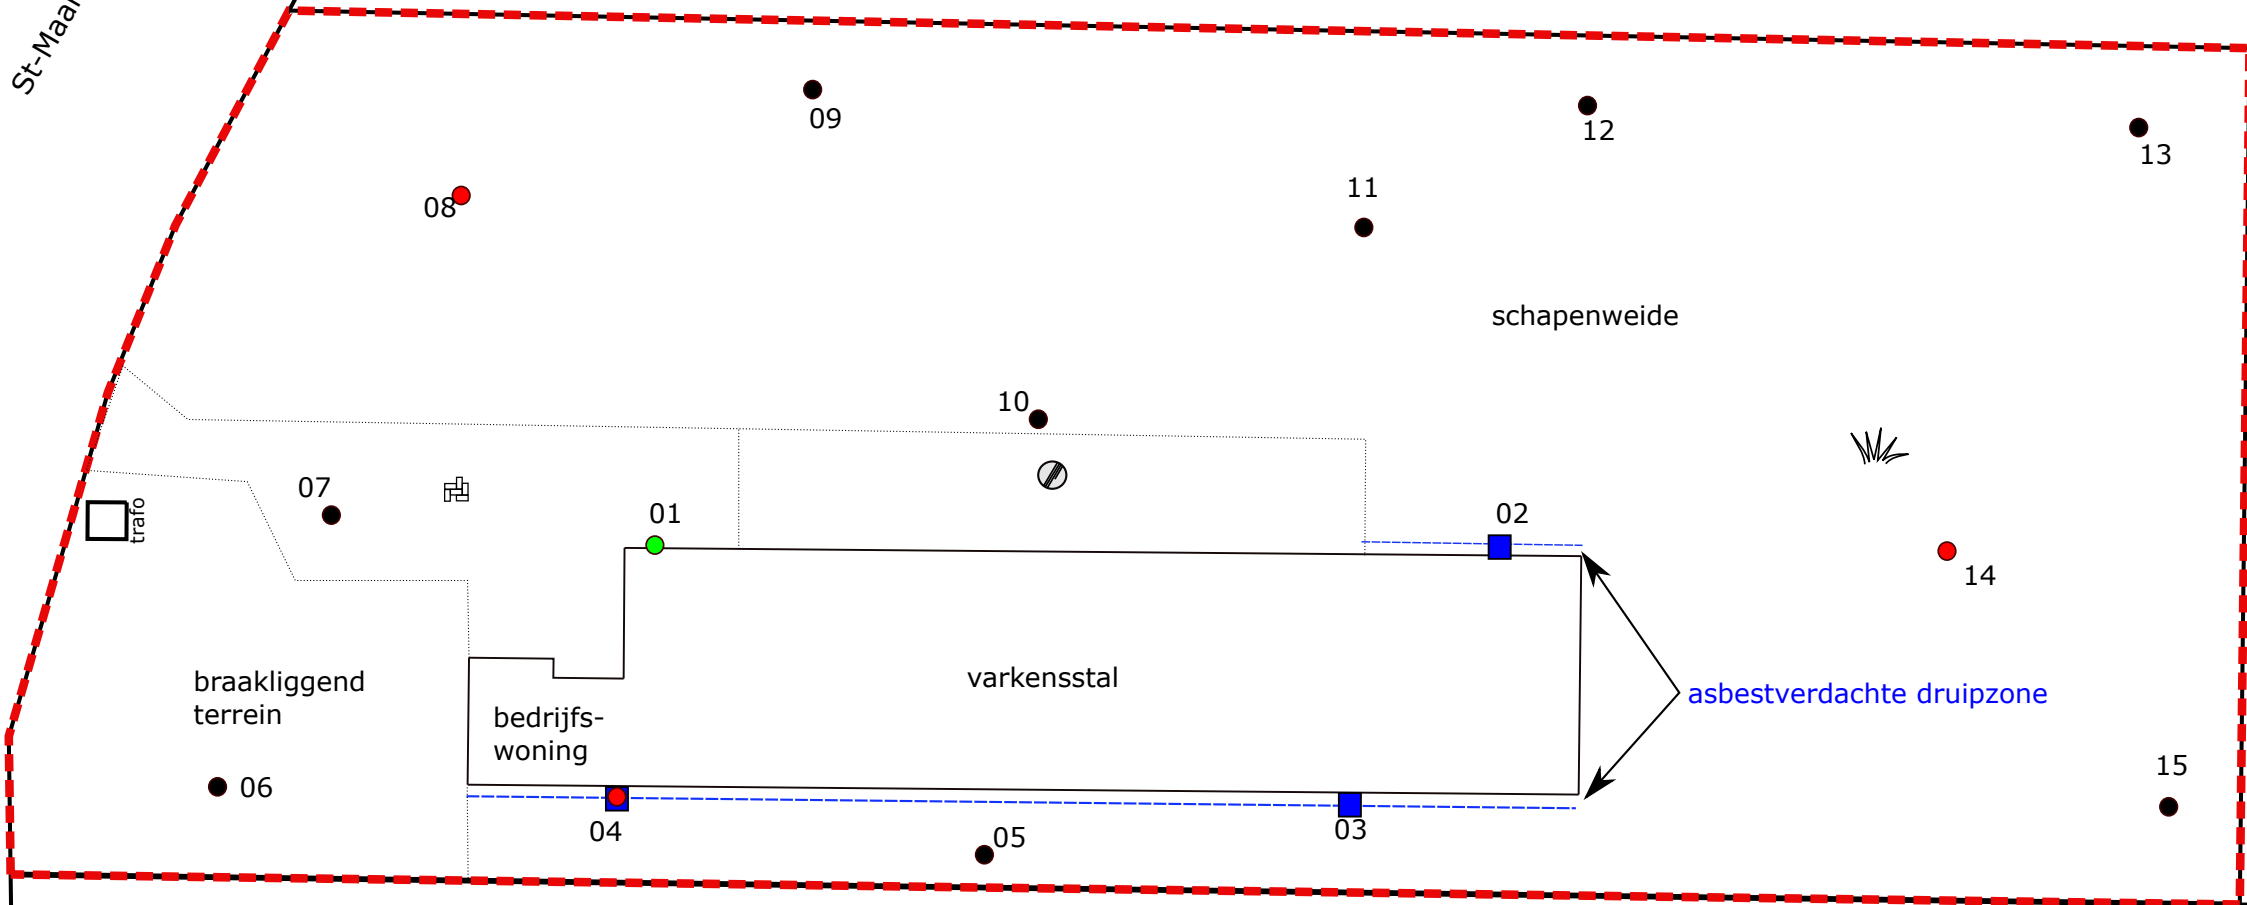 St-Maar
09
12
13
08
11
schapenweide
10
07
01
02
trafo
14
braakliggend
terrein
varkensstal
asbestverdachte druipzone
bedrijfs-
woning
06
15
04
05
03